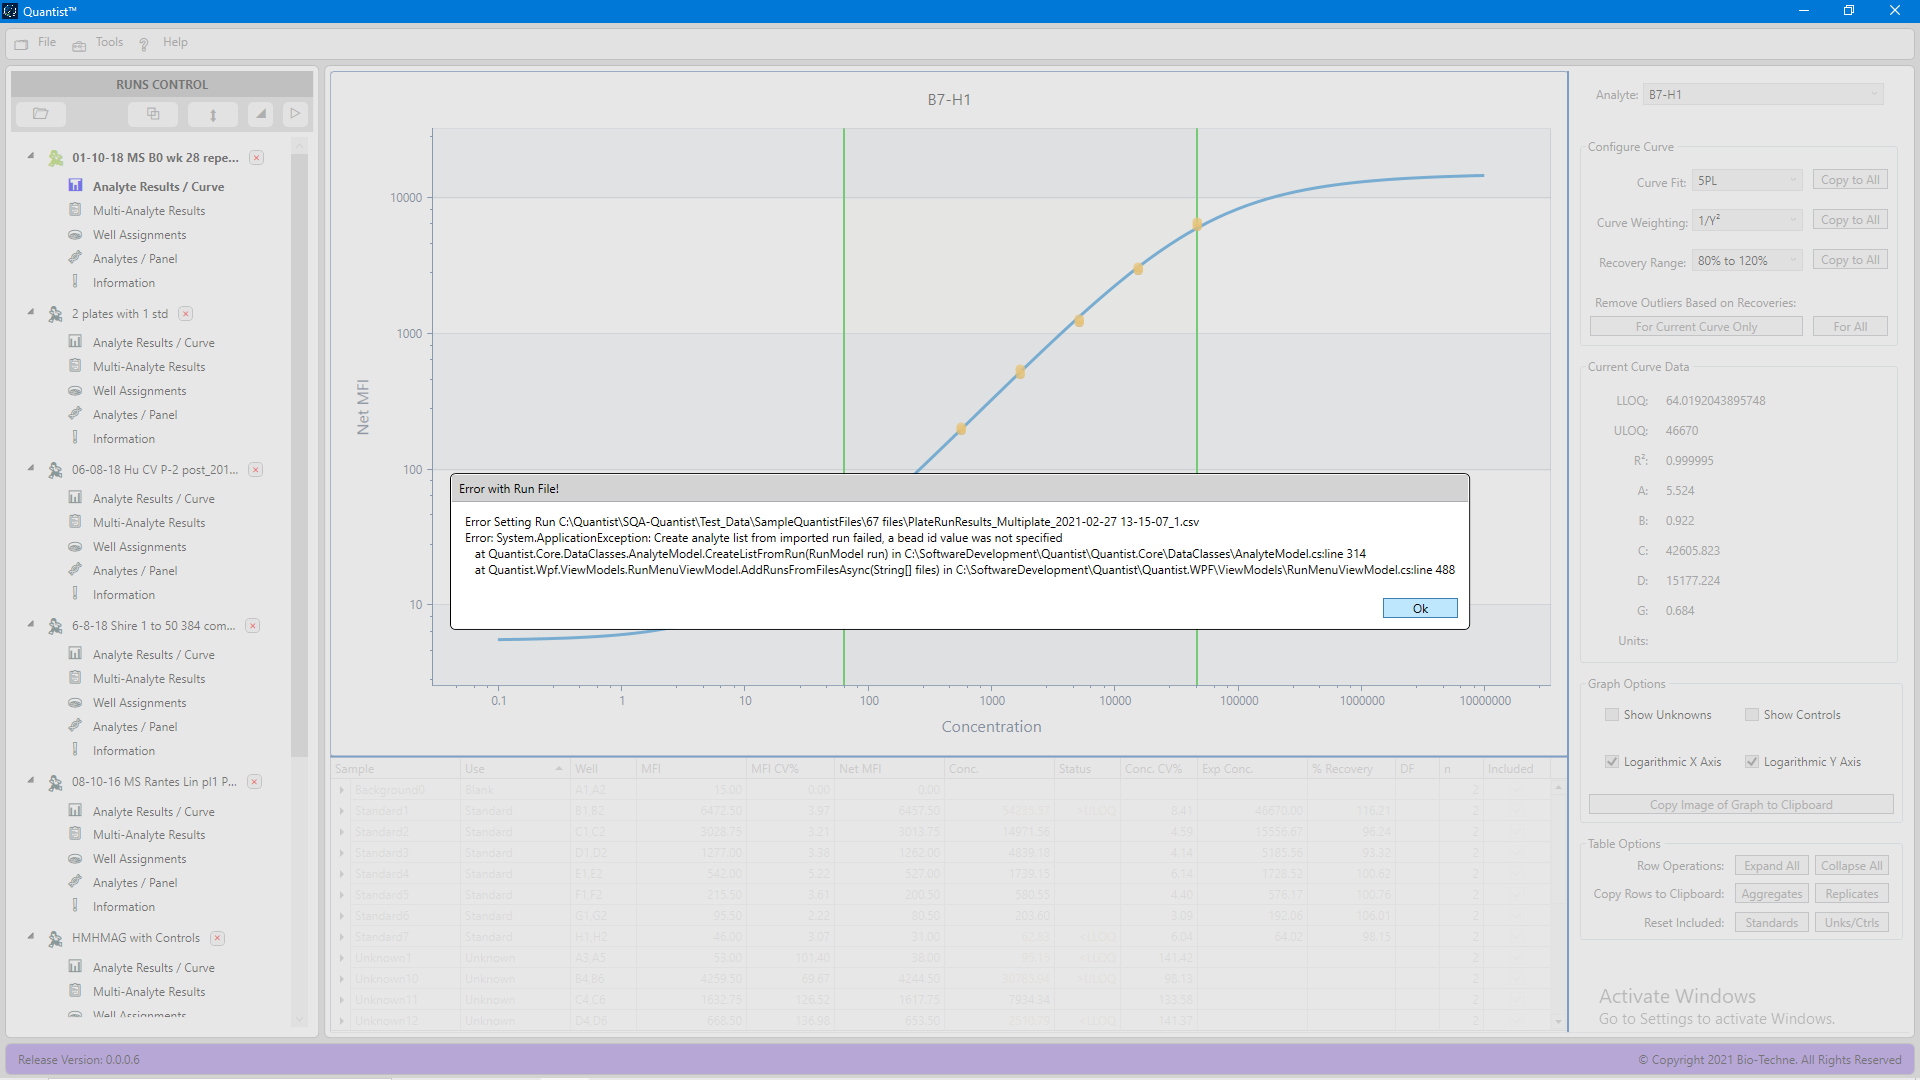 Quantist™
File Tools Help
RUNS CONTROL
01-10-18 MS B0 wk 28 repe...
Analyte Results / Curve
Multi-Analyte Results
Well Assignments
Analytes / Panel
Information
2 plates with 1 std
Analyte Results / Curve
Multi-Analyte Results
Well Assignments
Analytes / Panel
Information
06-08-18 Hu CV P-2 post_201...
Analyte Results / Curve
Multi-Analyte Results
Well Assignments
Analytes / Panel
Information
6-8-18 Shire 1 to 50 384 com...
Analyte Results / Curve
Multi-Analyte Results
Well Assignments
Analytes / Panel
Information
08-10-16 MS Rantes Lin pl1 P...
Analyte Results / Curve
Multi-Analyte Results
Well Assignments
Analytes / Panel
Information
HMHMAG with Controls
Analyte Results / Curve
Multi-Analyte Results
Well Assignments
B7-H1
Net MFI
10000
1000
100
10
0.1 1 10 100 1000 10000 100000 1000000 10000000
Concentration
Error with Run File!
Error Setting Run C:\Quantist\SQA-Quantist\Test_Data\SampleQuantistFiles\67 files\PlateRunResults_Multiplate_2021-02-27 13-15-07_1.csv
Error: System.ApplicationException: Create analyte list from imported run failed, a bead id value was not specified
at Quantist.Core.DataClasses.AnalyteModel.CreateListFromRun(RunModel run) in C:\SoftwareDevelopment\Quantist\Quantist.Core\DataClasses\AnalyteModel.cs:line 314
at Quantist.Wpf.ViewModels.RunMenuViewModel.AddRunsFromFilesAsync(String[] files) in C:\SoftwareDevelopment\Quantist\Quantist.WPF\ViewModels\RunMenuViewModel.cs:line 488
Ok
Sample Use Well MFI MFI CV% Net MFI Conc. Status Conc. CV% Exp Conc. % Recovery DF n Included
Background0 Blank A1,A2 15.00 0.00 0.00 2
Standard1 Standard B1,B2 6472.50 3.97 6457.50 >ULOQ 8.41 46670.00 116.21 2
Standard2 Standard C1,C2 3028.75 3.21 3013.75 14971.56 4.59 15556.67 96.24 2
Standard3 Standard D1,D2 1277.00 3.38 1262.00 4839.18 4.14 5185.56 93.32 2
Standard4 Standard E1,E2 542.00 5.22 527.00 1739.15 6.14 1728.52 100.62 2
Standard5 Standard F1,F2 215.50 3.61 200.50 580.55 4.40 576.17 100.76 2
Standard6 Standard G1,G2 95.50 2.22 80.50 203.60 3.09 192.06 106.01 2
Standard7 Standard H1,H2 46.00 3.07 31.00 <LLOQ 6.04 64.02 98.15 2
Unknown1 Unknown A3,A5 53.00 101.40 38.00 141.42 2
Unknown10 Unknown B4,B6 4259.50 69.67 4244.50 >ULOQ 96.13 2
Unknown11 Unknown C4,C6 1632.75 126.52 1617.75 7934.34 133.58 2
Unknown12 Unknown D4,D6 668.50 136.98 653.50 <LLOQ 141.37 2
Analyte: B7-H1
Configure Curve
Curve Fit: 5PL Copy to All
Curve Weighting: 1/Y² Copy to All
Recovery Range: 80% to 120% Copy to All
Remove Outliers Based on Recoveries:
For Current Curve Only For All
Current Curve Data
LLOQ: 64.0192043895748
ULOQ: 46670
R²: 0.999995
A: 5.524
B: 0.922
C: 42605.823
D: 15177.224
G: 0.684
Units:
Graph Options
Show Unknowns Show Controls
Logarithmic X Axis Logarithmic Y Axis
Copy Image of Graph to Clipboard
Table Options
Row Operations: Expand All Collapse All
Copy Rows to Clipboard: Aggregates Replicates
Reset Included: Standards Unks/Ctrls
Activate Windows
Go to Settings to activate Windows.
Release Version: 0.0.0.6
© Copyright 2021 Bio-Techne. All Rights Reserved